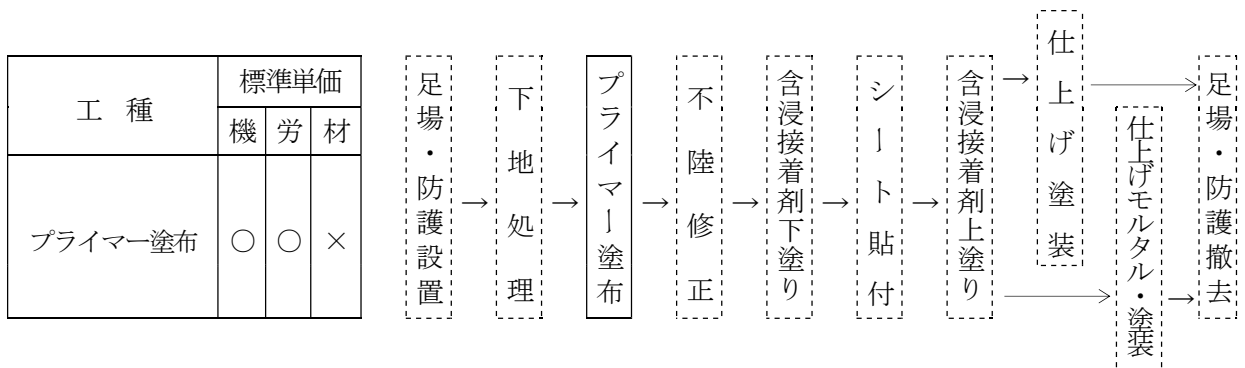 工種 標準単価
機 労 材
プライマー塗布 ○ ○ ×
足場・防護設置
→
下地処理
→
プライマー塗布
→
不陸修正
→
含浸接着剤下塗り
→
シート貼付
→
含浸接着剤上塗り
→
仕上げ塗装
→
仕上げモルタル・塗装
→
足場・防護撤去